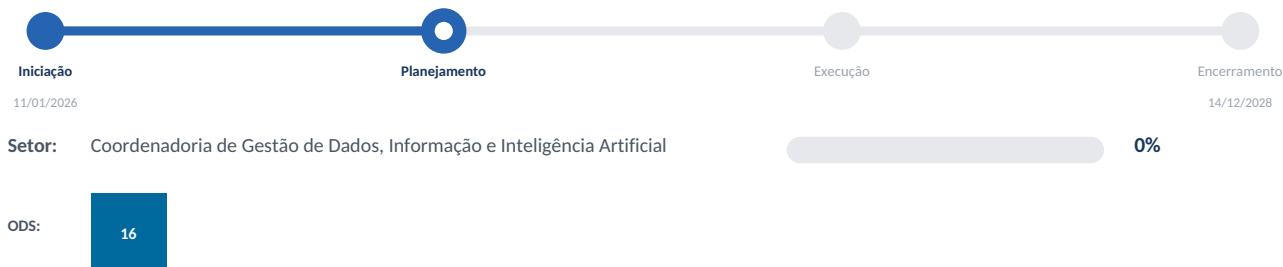 Iniciação
Planejamento
Execução
Encerramento
11/01/2026
14/12/2028
Setor:
Coordenadoria de Gestão de Dados, Informação e Inteligência Artificial
0%
ODS:
16